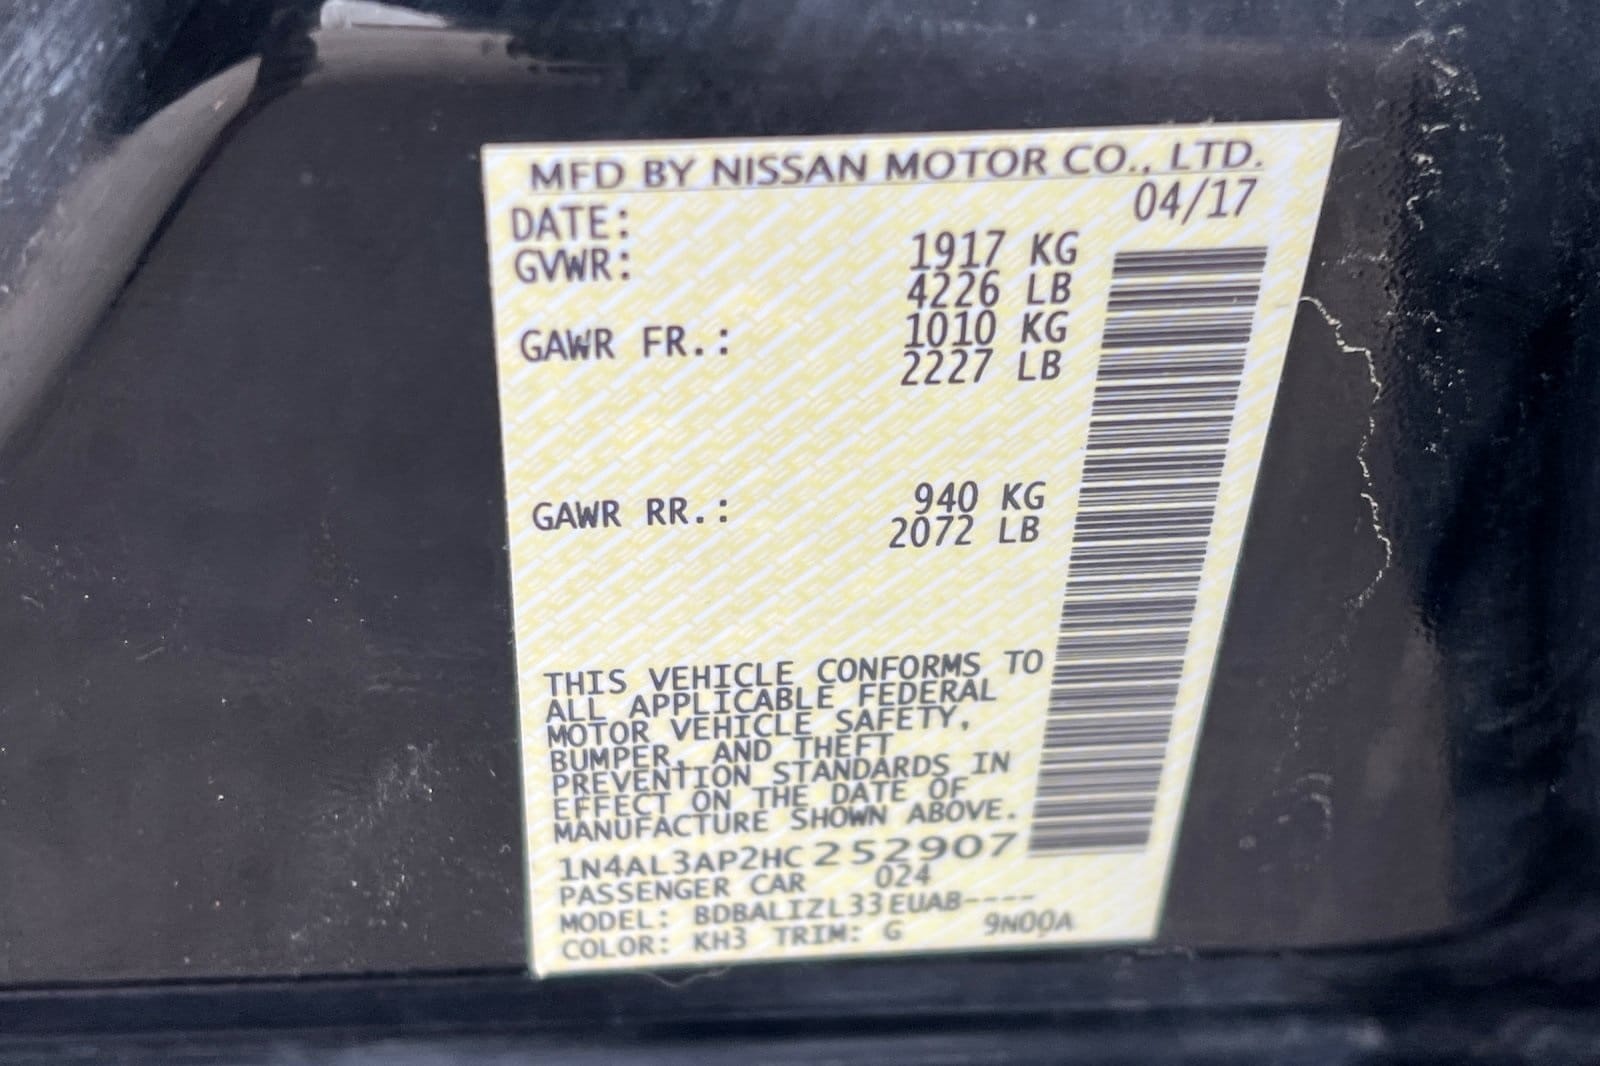 MFD BY NISSAN MOTOR CO., LTD.
DATE: 04/17
GVWR: 1917 KG
4226 LB
GAWR FR.: 1010 KG
2227 LB
GAWR RR.: 940 KG
2072 LB
THIS VEHICLE CONFORMS TO
ALL APPLICABLE FEDERAL
MOTOR VEHICLE SAFETY,
BUMPER, AND THEFT
PREVENTION STANDARDS IN
EFFECT ON THE DATE OF
MANUFACTURE SHOWN ABOVE.
1N4AL3AP2HC252907
PASSENGER CAR 024
MODEL: BDBALIZL33EUAB----
COLOR: KH3 TRIM: G 9N00A